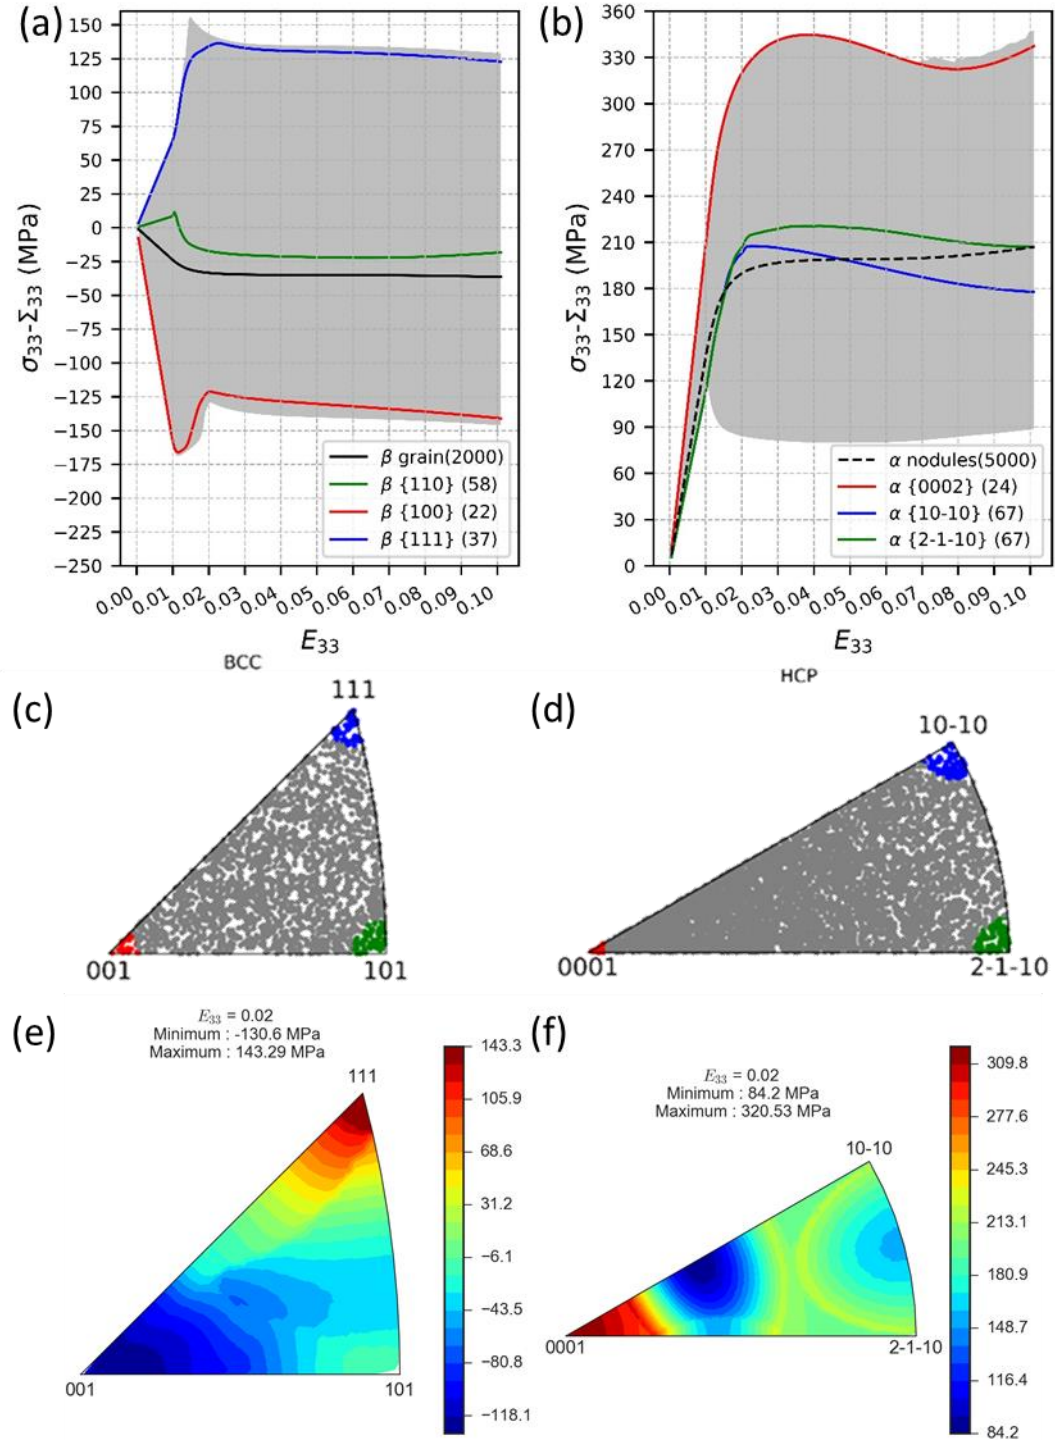 (a)
150
125
100
75
50
25
0
−25
−50
−75
−100
−125
−150
−175
−200
−225
−250
σ33-Σ33 (MPa)
β grain(2000)
β {110} (58)
β {100} (22)
β {111} (37)
0.00 0.01 0.02 0.03 0.04 0.05 0.06 0.07 0.08 0.09 0.10
E33
(b)
360
330
300
270
240
210
180
150
120
90
60
30
0
σ33-Σ33 (MPa)
α nodules(5000)
α {0002} (24)
α {10-10} (67)
α {2-1-10} (67)
0.00 0.01 0.02 0.03 0.04 0.05 0.06 0.07 0.08 0.09 0.10
E33
BCC
(c)
111
001
101
HCP
(d)
10-10
0001
2-1-10
(e)
E33 = 0.02
Minimum : -130.6 MPa
Maximum : 143.29 MPa
111
001
101
143.3
105.9
68.6
31.2
−6.1
−43.5
−80.8
−118.1
(f)
E33 = 0.02
Minimum : 84.2 MPa
Maximum : 320.53 MPa
10-10
0001
2-1-10
309.8
277.6
245.3
213.1
180.9
148.7
116.4
84.2